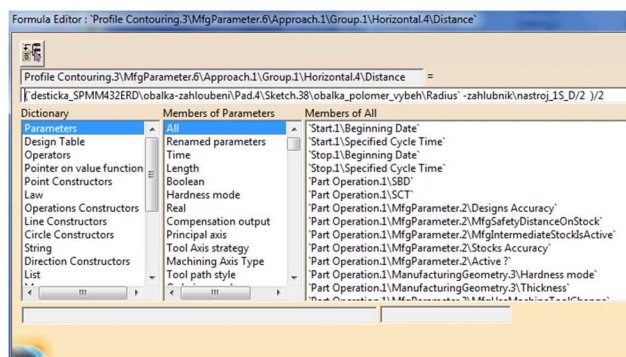 Formula Editor : `Profile Contouring.3\MfgParameter.6\Approach.1\Group.1\Horizontal.4\Distance`
Profile Contouring.3\MfgParameter.6\Approach.1\Group.1\Horizontal.4\Distance =
(`desticka_SPMM432ERD\obalka-zahloubeni\Pad.4\Sketch.38\obalka_polomer_vybeh\Radius` -zahlubnik\nastroj_1S_D/2 )/2
Dictionary Members of Parameters Members of All
Parameters All `Start.1\Beginning Date`
Design Table Renamed parameters `Start.1\Specified Cycle Time`
Operators Time `Stop.1\Beginning Date`
Pointer on value function Length `Stop.1\Specified Cycle Time`
Point Constructors Boolean `Part Operation.1\SBD`
Law Hardness mode `Part Operation.1\SCT`
Operations Constructors Real `Part Operation.1\MfgParameter.2\Designs Accuracy`
Line Constructors Compensation output `Part Operation.1\MfgParameter.2\MfgSafetyDistanceOnStock`
Circle Constructors Principal axis `Part Operation.1\MfgParameter.2\MfgIntermediateStockIsActive`
String Tool Axis strategy `Part Operation.1\MfgParameter.2\Stocks Accuracy`
Direction Constructors Machining Axis Type `Part Operation.1\MfgParameter.2\Active ?`
List Tool path style `Part Operation.1\ManufacturingGeometry.3\Hardness mode`
`Part Operation.1\ManufacturingGeometry.3\Thickness`